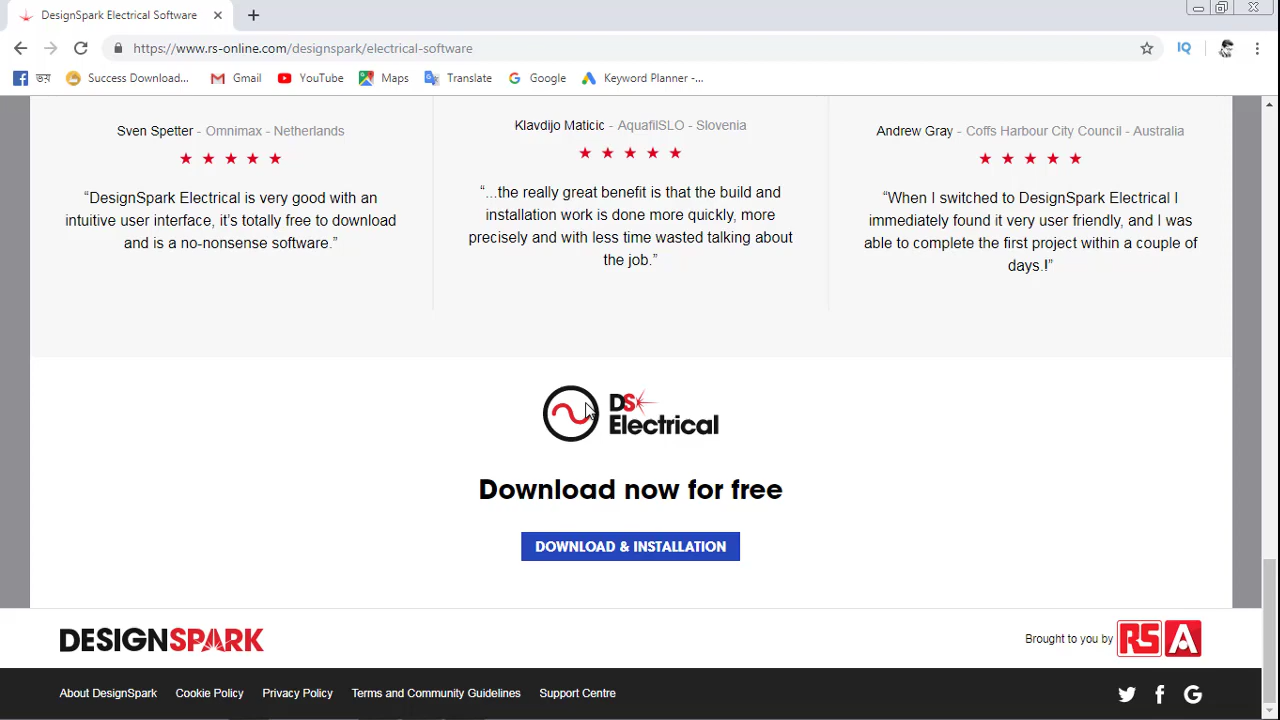 DesignSpark Electrical Software
https://www.rs-online.com/designspark/electrical-software
IQ
ভয়
Success Download...
Gmail
YouTube
Maps
Translate
Google
Keyword Planner -...
Sven Spetter - Omnimax - Netherlands
“DesignSpark Electrical is very good with an
intuitive user interface, it’s totally free to download
and is a no-nonsense software.”
Klavdijo Maticic - AquafilSLO - Slovenia
“...the really great benefit is that the build and
installation work is done more quickly, more
precisely and with less time wasted talking about
the job.”
Andrew Gray - Coffs Harbour City Council - Australia
“When I switched to DesignSpark Electrical I
immediately found it very user friendly, and I was
able to complete the first project within a couple of
days.!”
DS
Electrical
Download now for free
DOWNLOAD & INSTALLATION
DESIGNSPARK
Brought to you by RS A
About DesignSpark Cookie Policy Privacy Policy Terms and Community Guidelines Support Centre